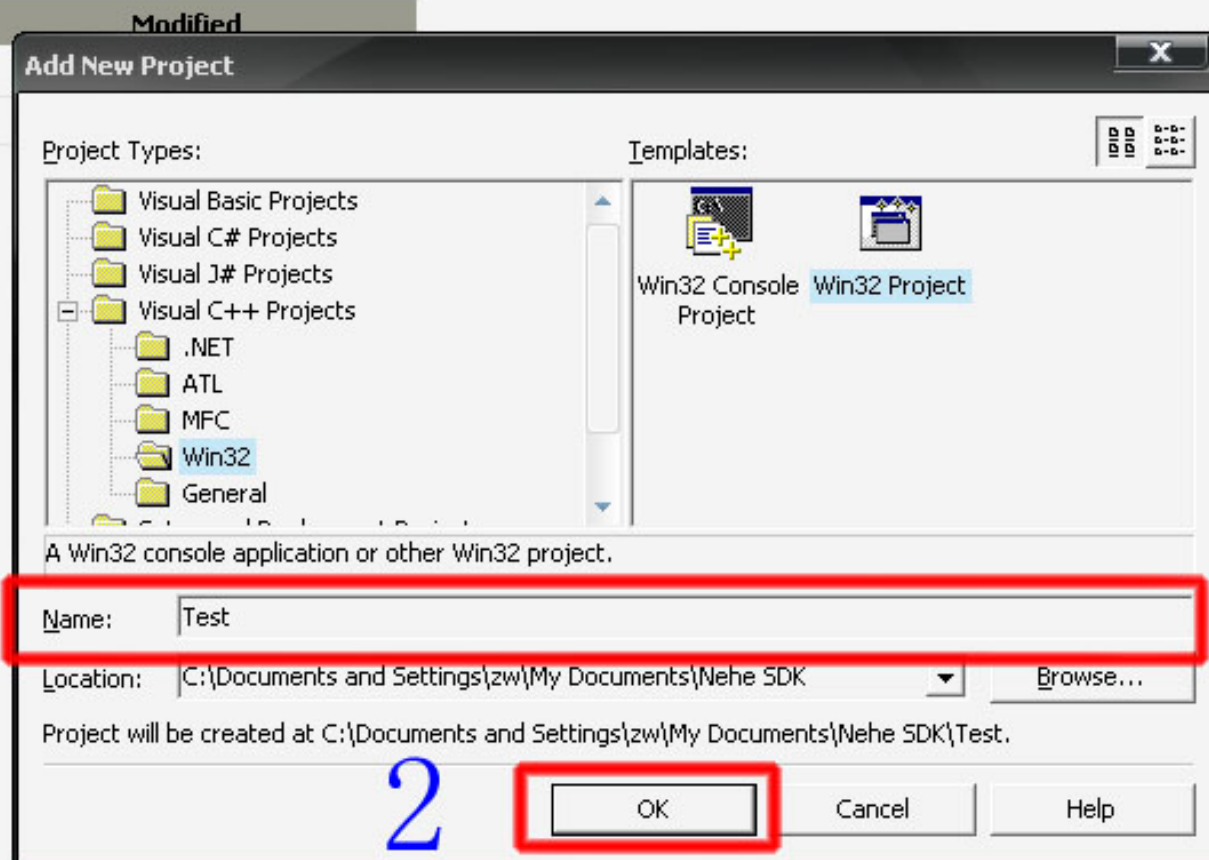 Modified
Add New Project
Project Types:
Templates:
Visual Basic Projects
Visual C# Projects
Visual J# Projects
Visual C++ Projects
.NET
ATL
MFC
Win32
General
Win32 Console
Project
Win32 Project
A Win32 console application or other Win32 project.
Name: Test
Location: C:\Documents and Settings\zw\My Documents\Nehe SDK Browse...
Project will be created at C:\Documents and Settings\zw\My Documents\Nehe SDK\Test.
2 OK Cancel Help